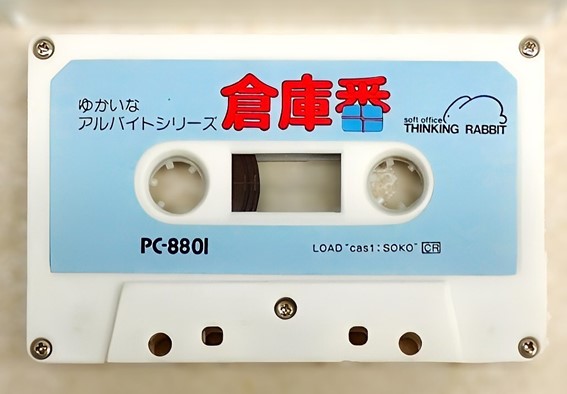 ゆかいな
アルバイトシリーズ
倉庫番
soft office
THINKING RABBIT
PC-8801
LOAD "cas1:SOKO" CR